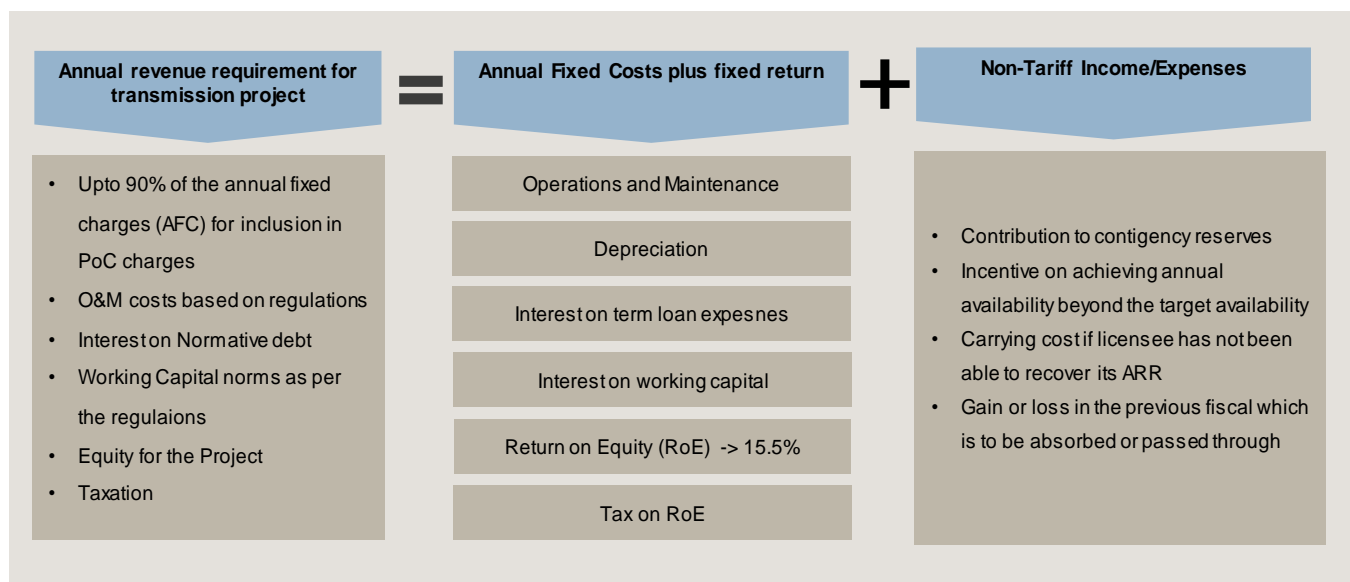 Annual revenue requirement for
transmission project
=
Annual Fixed Costs plus fixed return
+
Non-Tariff Income/Expenses
• Upto 90% of the annual fixed
charges (AFC) for inclusion in
PoC charges
• O&M costs based on regulations
• Interest on Normative debt
• Working Capital norms as per
the regulaions
• Equity for the Project
• Taxation
Operations and Maintenance
Depreciation
Interest on term loan expesnes
Interest on working capital
Return on Equity (RoE) -> 15.5%
Tax on RoE
• Contribution to contigency reserves
• Incentive on achieving annual
availability beyond the target availability
• Carrying cost if licensee has not been
able to recover its ARR
• Gain or loss in the previous fiscal which
is to be absorbed or passed through